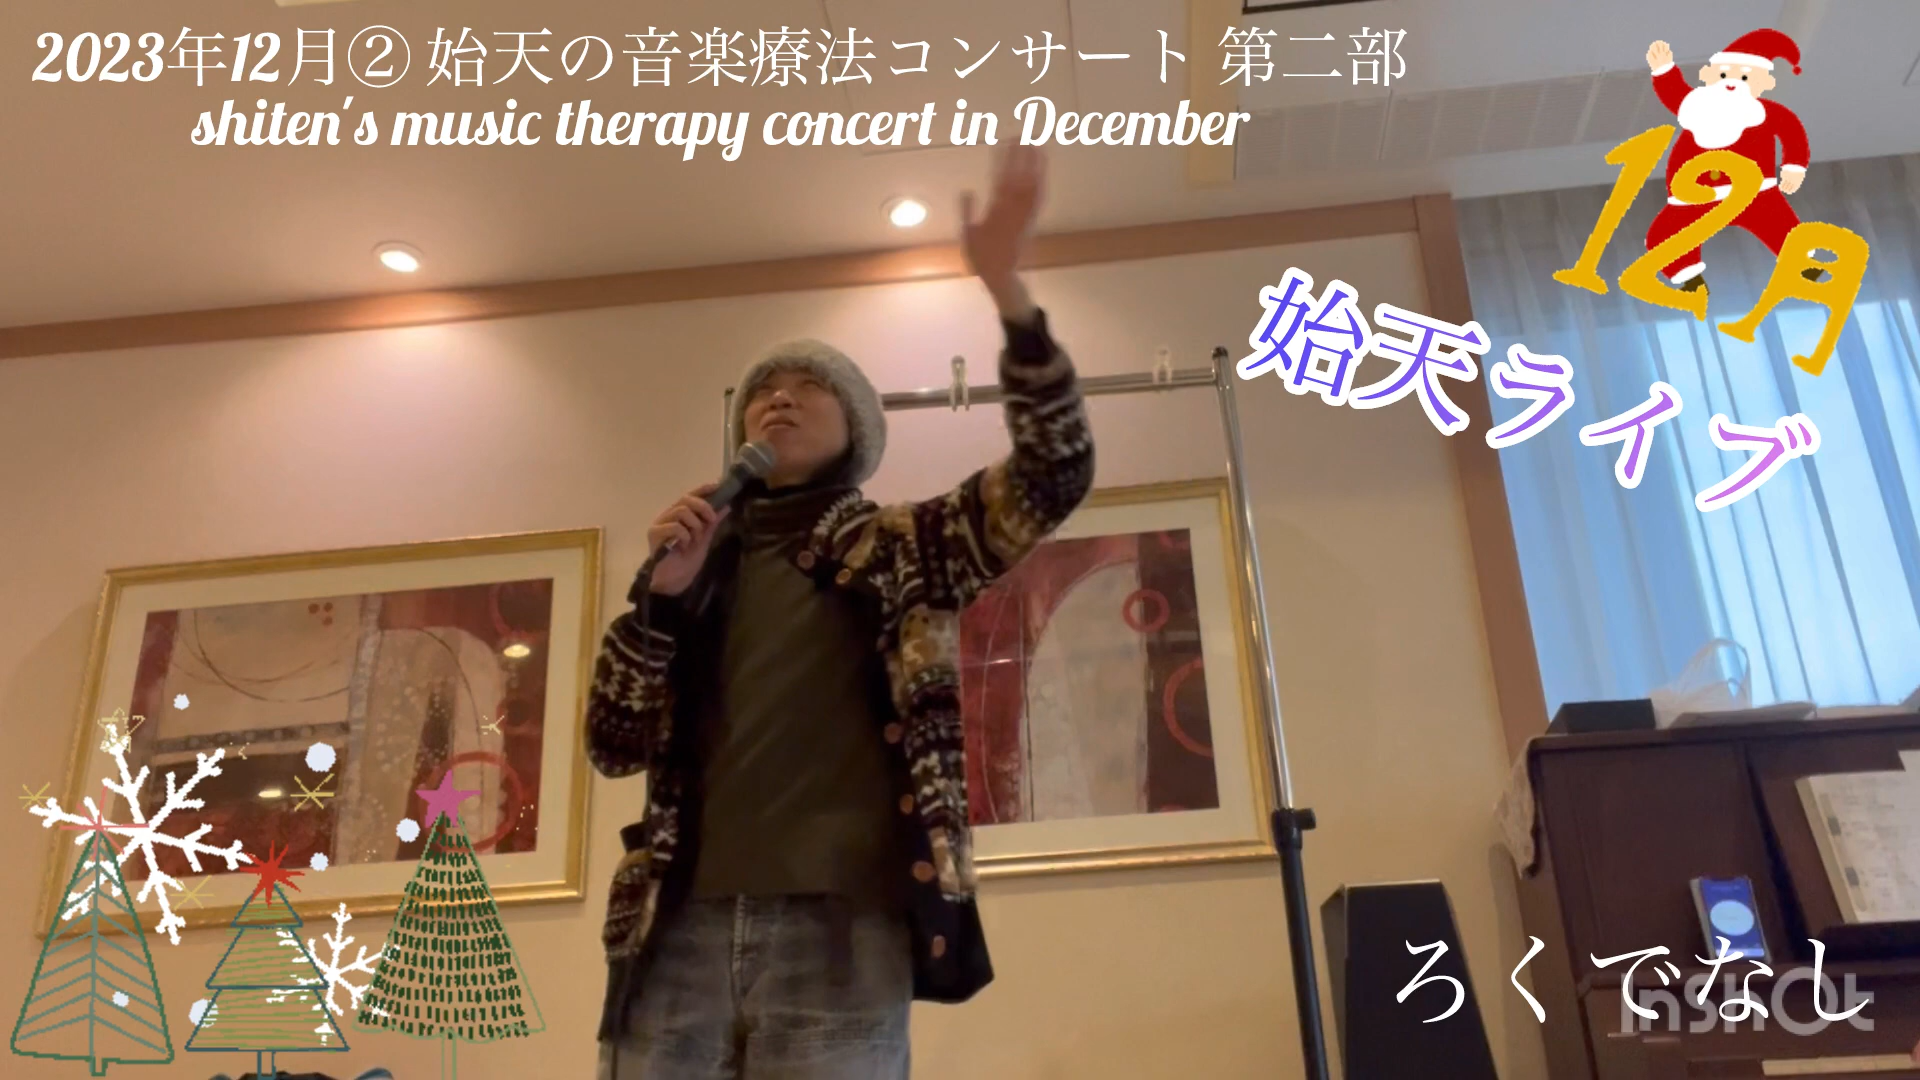 2023年12月② 始天の音楽療法コンサート 第二部
shiten's music therapy concert in December
12月
始天ライブ
ろくでなし
InShOt